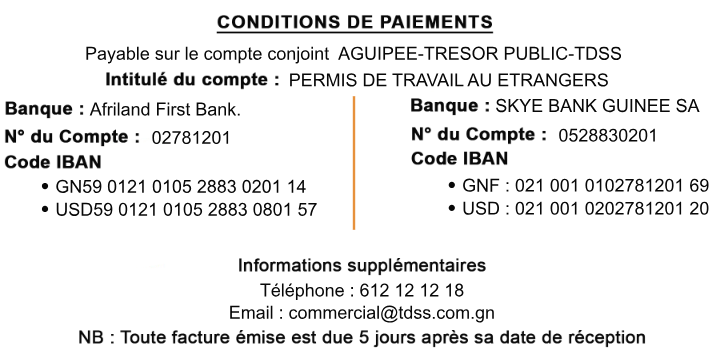 CONDITIONS DE PAIEMENTS
Payable sur le compte conjoint AGUIPEE-TRESOR PUBLIC-TDSS
Intitulé du compte : PERMIS DE TRAVAIL AU ETRANGERS
Banque : Afriland First Bank.
N° du Compte : 02781201
Code IBAN
• GN59 0121 0105 2883 0201 14
• USD59 0121 0105 2883 0801 57
Banque : SKYE BANK GUINEE SA
N° du Compte : 0528830201
Code IBAN
• GNF : 021 001 0102781201 69
• USD : 021 001 0202781201 20
Informations supplémentaires
Téléphone : 612 12 12 18
Email : commercial@tdss.com.gn
NB : Toute facture émise est due 5 jours après sa date de réception